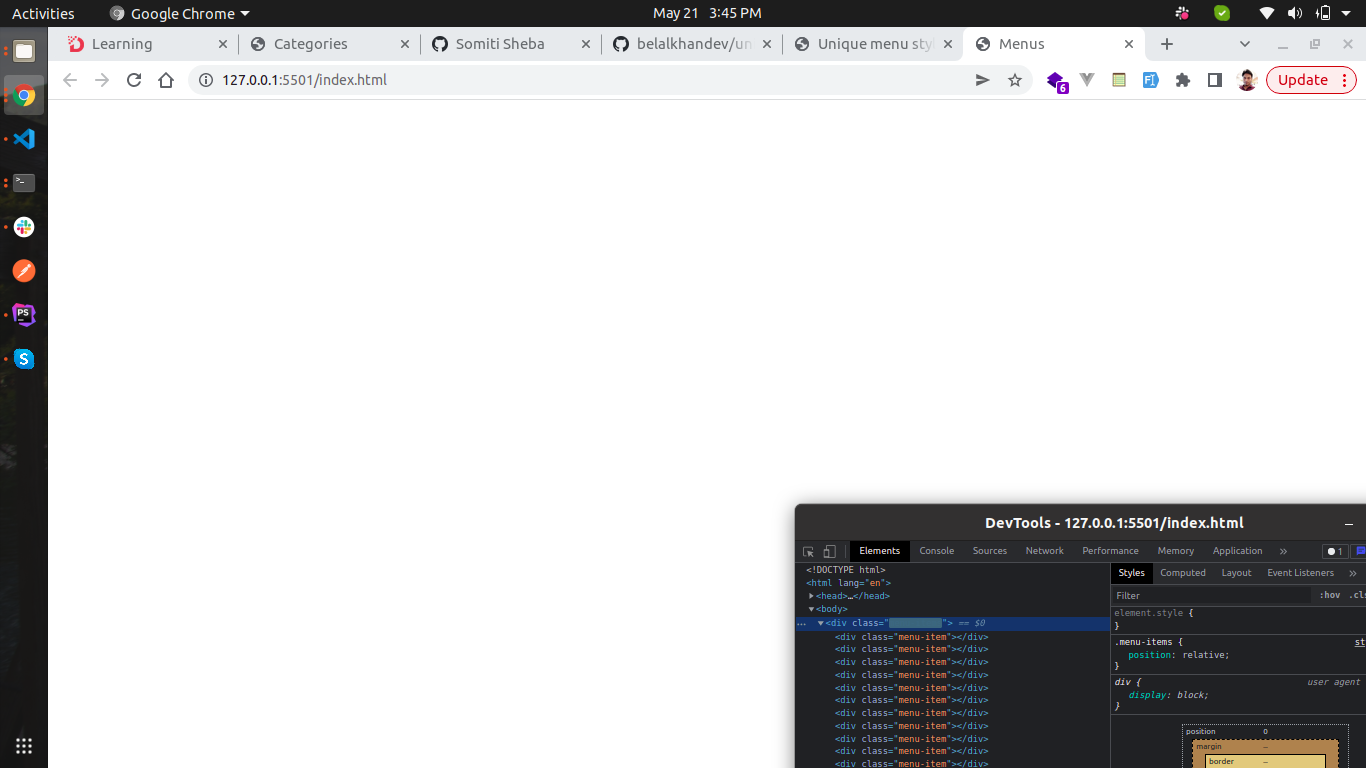 Activities
Google Chrome
May 21 3:45 PM
Learning
Categories
Somiti Sheba
belalkhandev/un
Unique menu styl
Menus
127.0.0.1:5501/index.html
6
Update
PS
S
DevTools - 127.0.0.1:5501/index.html
Elements
Console
Sources
Network
Performance
Memory
Application
»
1
Styles
Computed
Layout
Event Listeners
»
<!DOCTYPE html>
<html lang="en">
<head>…</head>
<body>
<div class=" "> == $0
<div class="menu-item"></div>
<div class="menu-item"></div>
<div class="menu-item"></div>
<div class="menu-item"></div>
<div class="menu-item"></div>
<div class="menu-item"></div>
<div class="menu-item"></div>
<div class="menu-item"></div>
<div class="menu-item"></div>
<div class="menu-item"></div>
<div class="menu-item"></div>
Filter
:hov .cls
element.style {
}
.menu-items {
st
position: relative;
}
div {
user agent
display: block;
}
position
0
margin
–
border
–